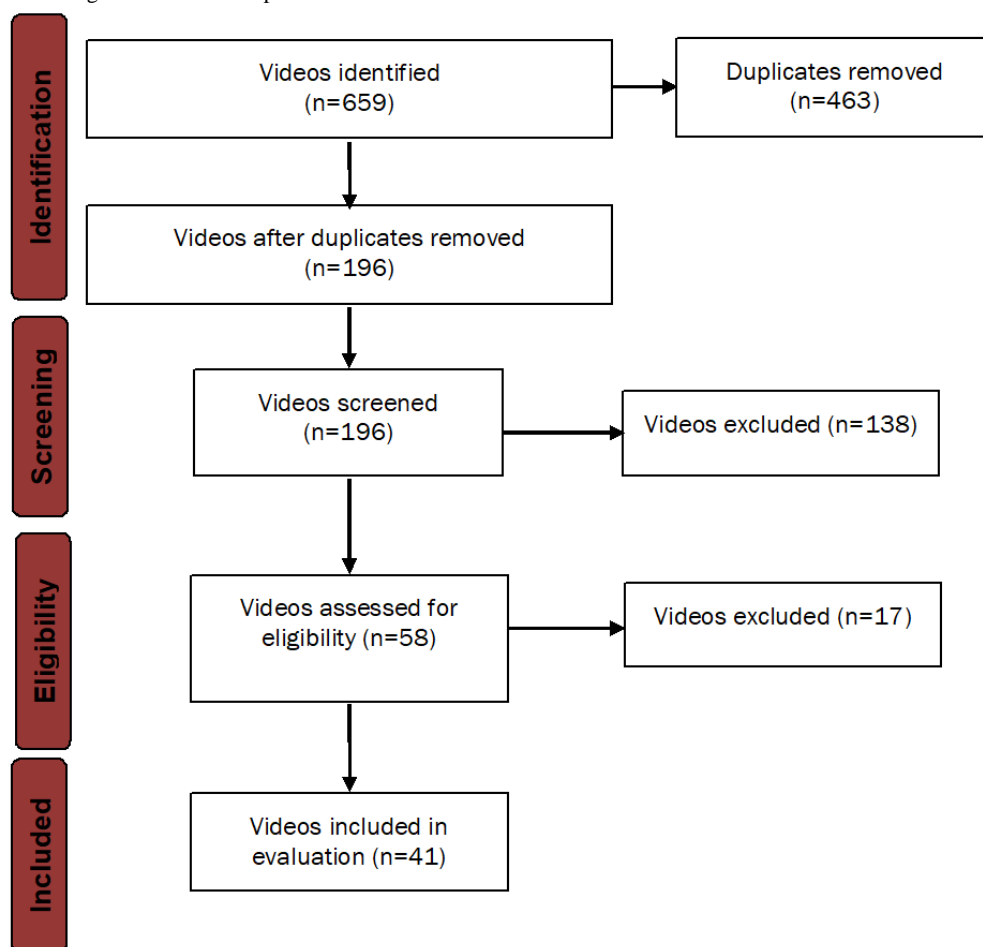 Identification
Videos identified
(n=659)
Duplicates removed
(n=463)
Videos after duplicates removed
(n=196)
Screening
Videos screened
(n=196)
Videos excluded (n=138)
Eligibility
Videos assessed for
eligibility (n=58)
Videos excluded (n=17)
Included
Videos included in
evaluation (n=41)